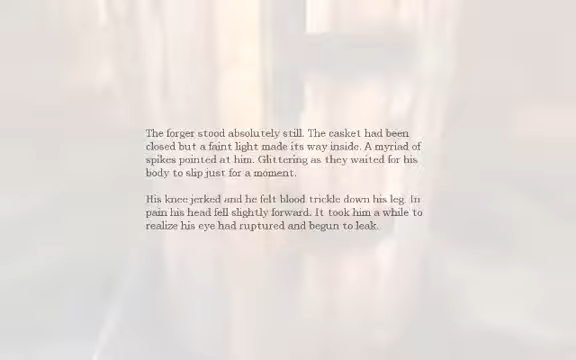 The forger stood absolutely still. The casket had been
closed but a faint light made its way inside. A myriad of
spikes pointed at him. Glittering as they waited for his
body to slip just for a moment.
His knee jerked and he felt blood trickle down his leg. In
pain his head fell slightly forward. It took him a while to
realize his eye had ruptured and begun to leak.